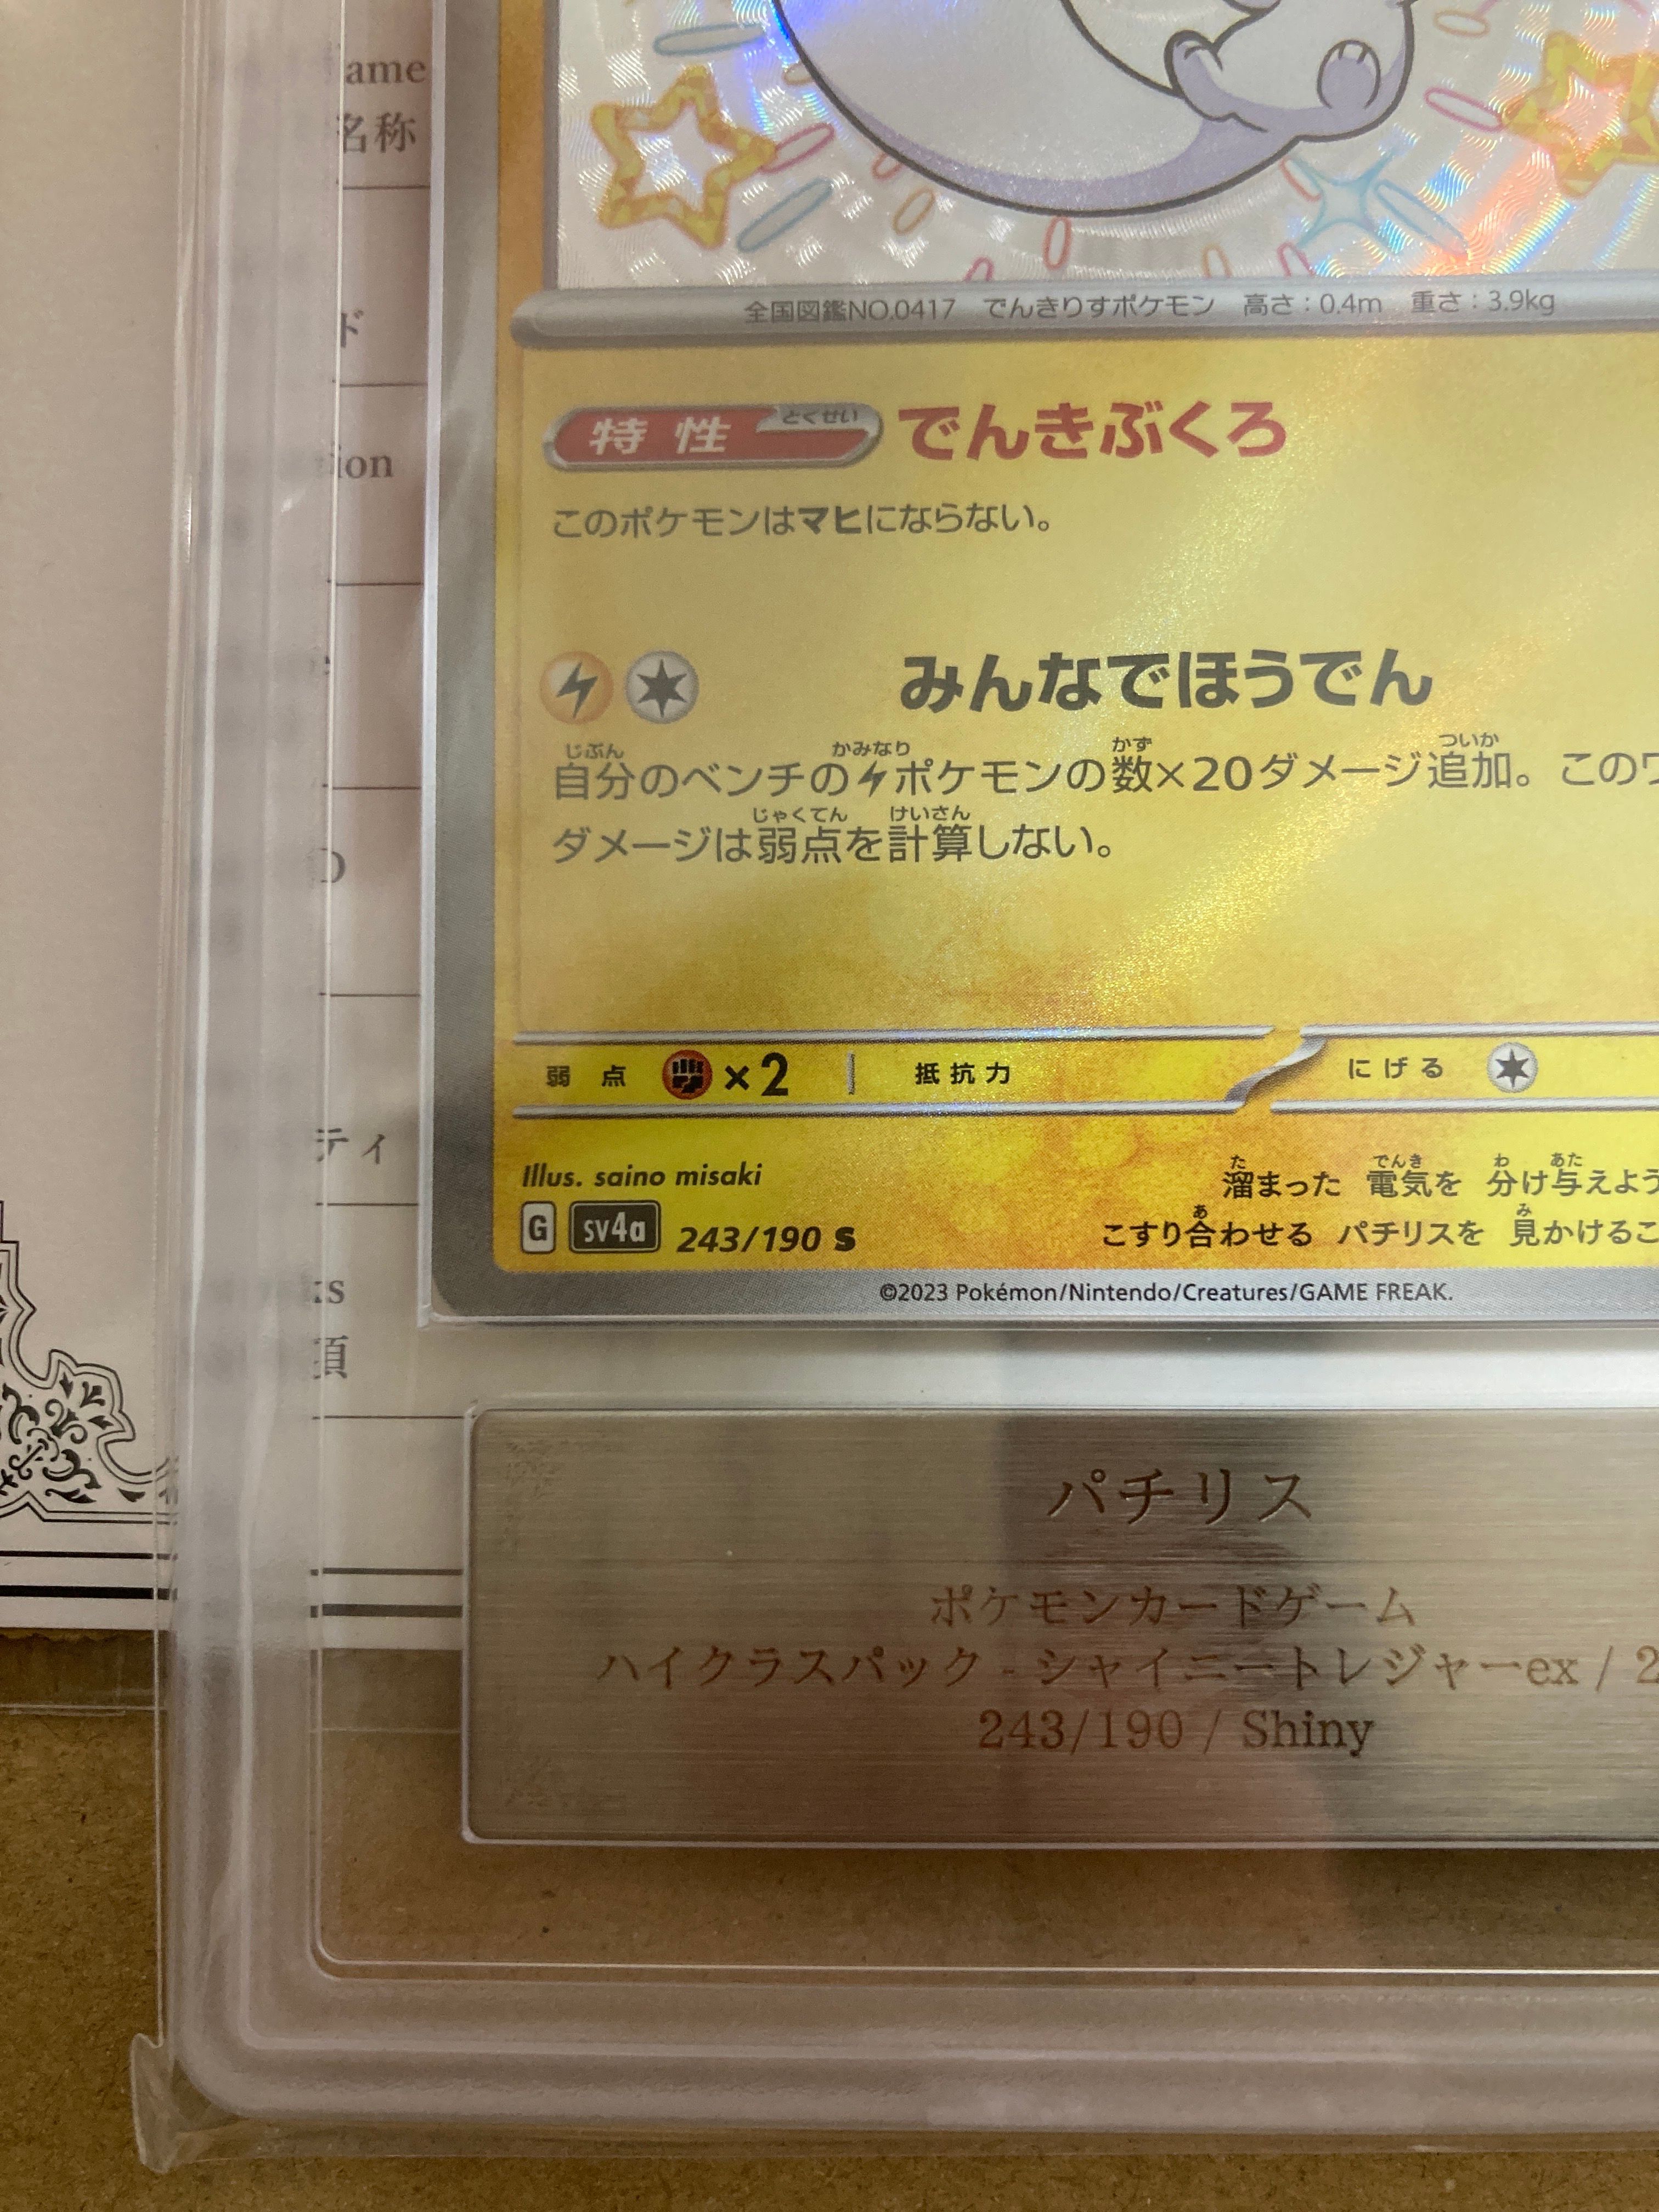 ame
名称
ド
ion
ティ
ks
項
全国図鑑NO.0417 でんきりすポケモン 高さ：0.4m 重さ：3.9kg
特性 とくせい でんきぶくろ
このポケモンはマヒにならない。
みんなでほうでん
じぶん かみなり かず ついか
自分のベンチのポケモンの数×20ダメージ追加。このワ
じゃくてん けいさん
ダメージは弱点を計算しない。
弱点 ×2 抵抗力 にげる
Illus. saino misaki
た でんき わ あた
溜まった 電気を 分け与えよう
あ み
こすり合わせる パチリスを 見かけるこ
G sv4a 243/190 S
©2023 Pokémon/Nintendo/Creatures/GAME FREAK.
パチリス
ポケモンカードゲーム
ハイクラスパック - シャイニートレジャーex / 2
243/190 / Shiny